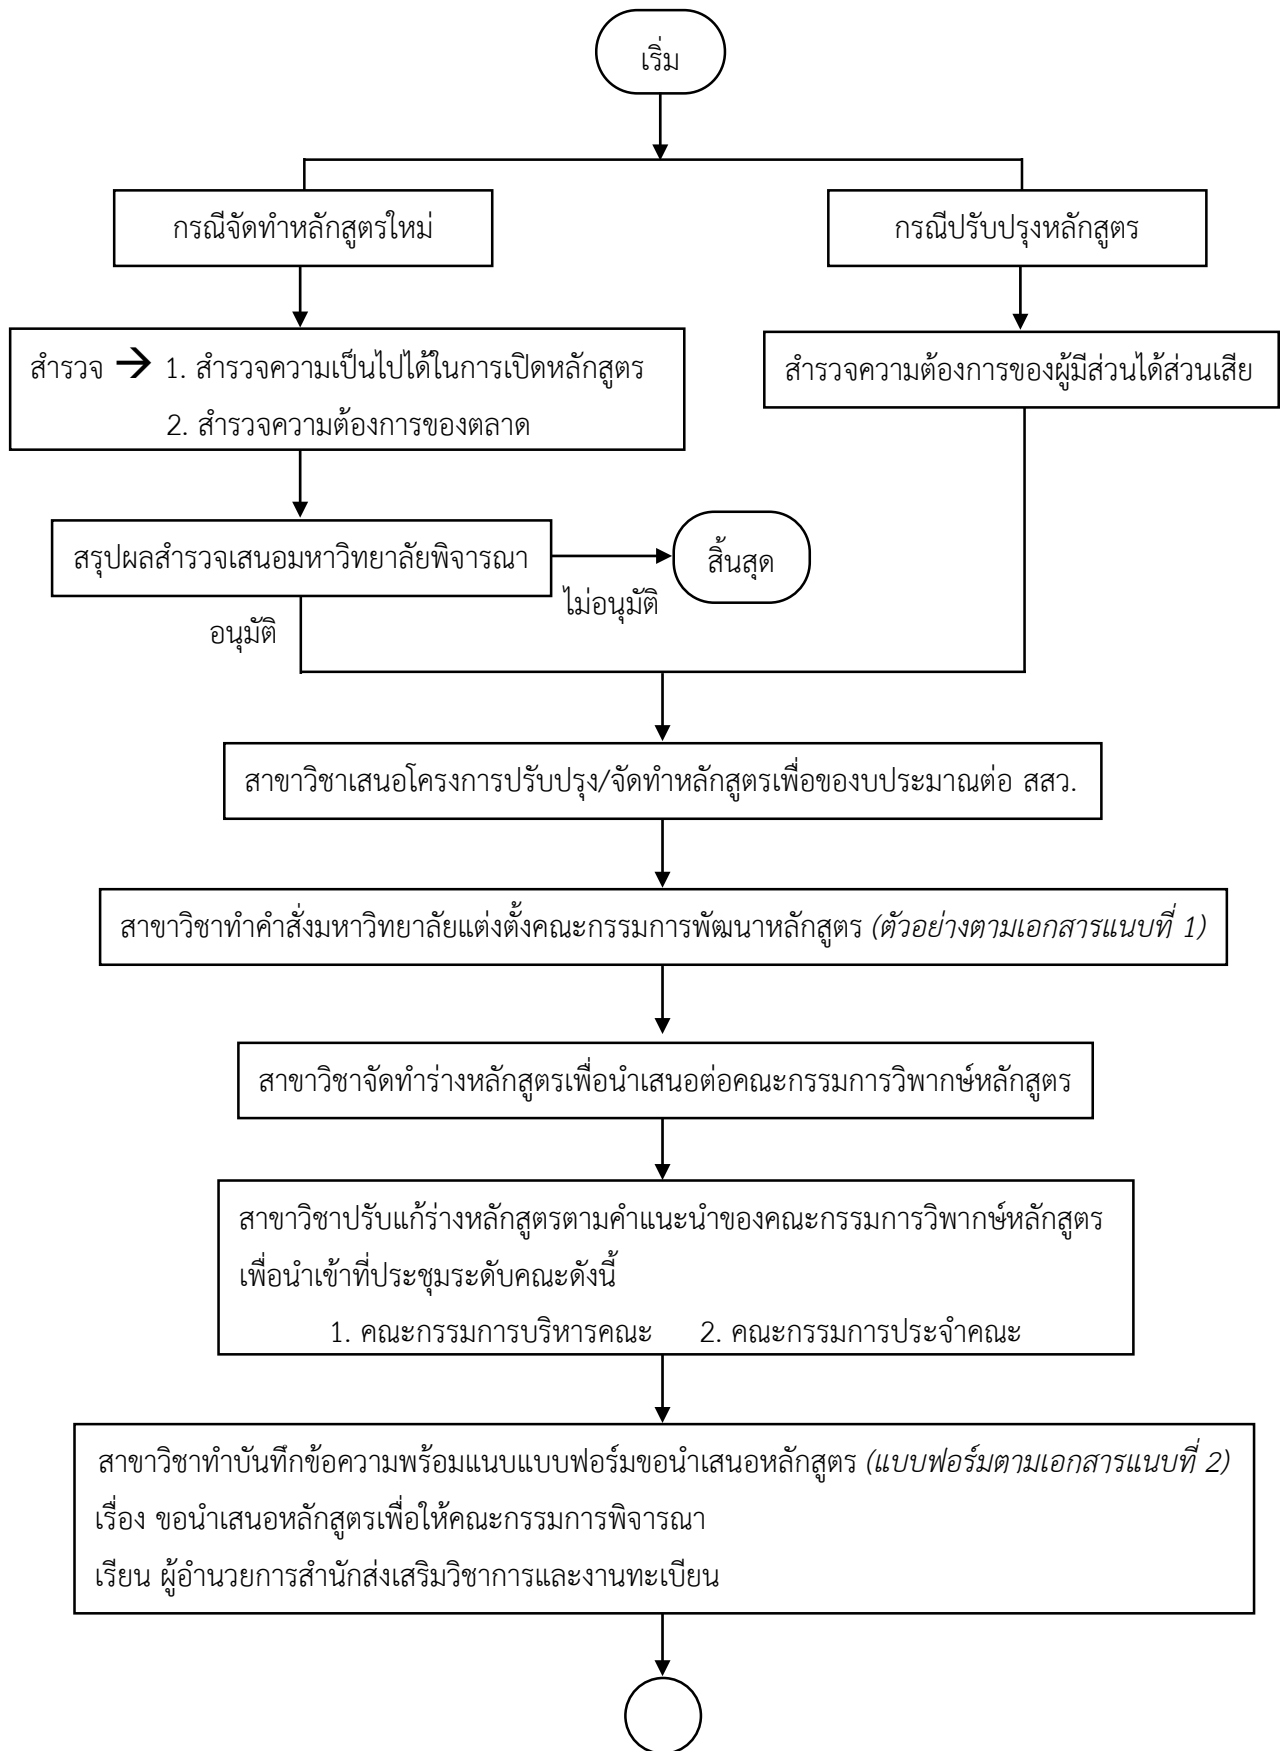 เริ่ม
กรณีจัดทำหลักสูตรใหม่
กรณีปรับปรุงหลักสูตร
สำรวจ → 1. สำรวจความเป็นไปได้ในการเปิดหลักสูตร
2. สำรวจความต้องการของตลาด
สำรวจความต้องการของผู้มีส่วนได้ส่วนเสีย
สรุปผลสำรวจเสนอมหาวิทยาลัยพิจารณา
สิ้นสุด
ไม่อนุมัติ
อนุมัติ
สาขาวิชาเสนอโครงการปรับปรุง/จัดทำหลักสูตรเพื่อของบประมาณต่อ สสว.
สาขาวิชาทำคำสั่งมหาวิทยาลัยแต่งตั้งคณะกรรมการพัฒนาหลักสูตร (ตัวอย่างตามเอกสารแนบที่ 1)
สาขาวิชาจัดทำร่างหลักสูตรเพื่อนำเสนอต่อคณะกรรมการวิพากษ์หลักสูตร
สาขาวิชาปรับแก้ร่างหลักสูตรตามคำแนะนำของคณะกรรมการวิพากษ์หลักสูตร
เพื่อนำเข้าที่ประชุมระดับคณะดังนี้
1. คณะกรรมการบริหารคณะ 2. คณะกรรมการประจำคณะ
สาขาวิชาทำบันทึกข้อความพร้อมแนบแบบฟอร์มขอนำเสนอหลักสูตร (แบบฟอร์มตามเอกสารแนบที่ 2)
เรื่อง ขอนำเสนอหลักสูตรเพื่อให้คณะกรรมการพิจารณา
เรียน ผู้อำนวยการสำนักส่งเสริมวิชาการและงานทะเบียน